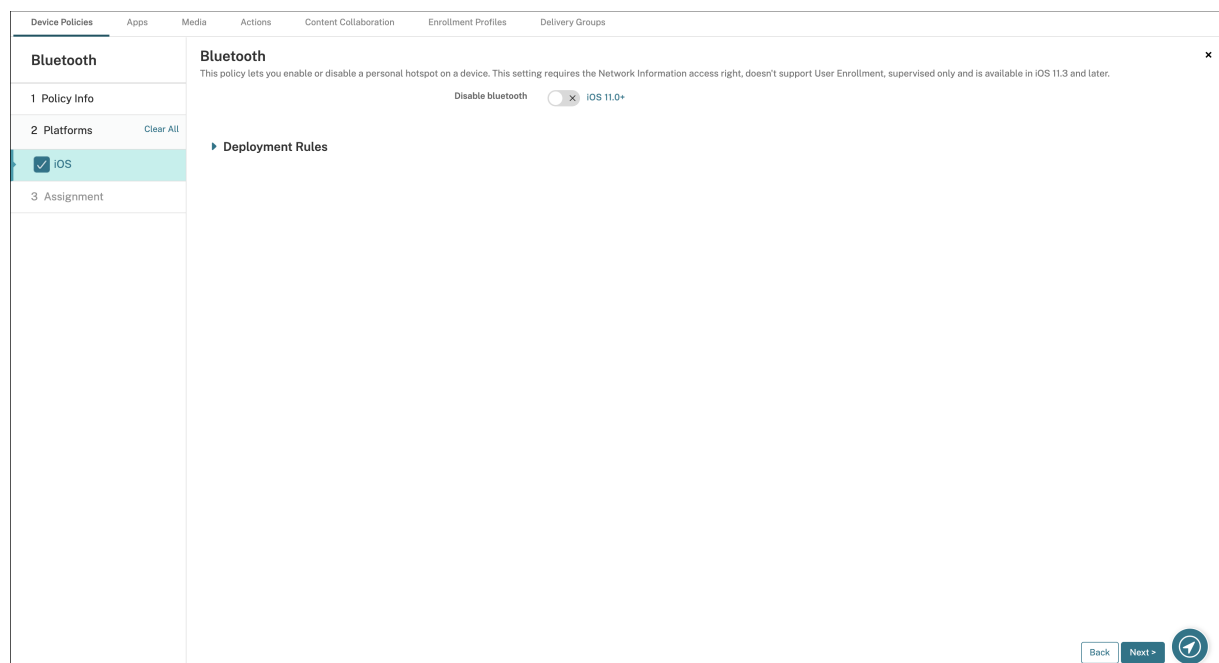 Device Policies Apps Media Actions Content Collaboration Enrollment Profiles Delivery Groups
Bluetooth
1 Policy Info
2 Platforms Clear All
iOS
3 Assignment
Bluetooth
This policy lets you enable or disable a personal hotspot on a device. This setting requires the Network Information access right, doesn't support User Enrollment, supervised only and is available in iOS 11.3 and later.
Disable bluetooth iOS 11.0+
Deployment Rules
Back Next >